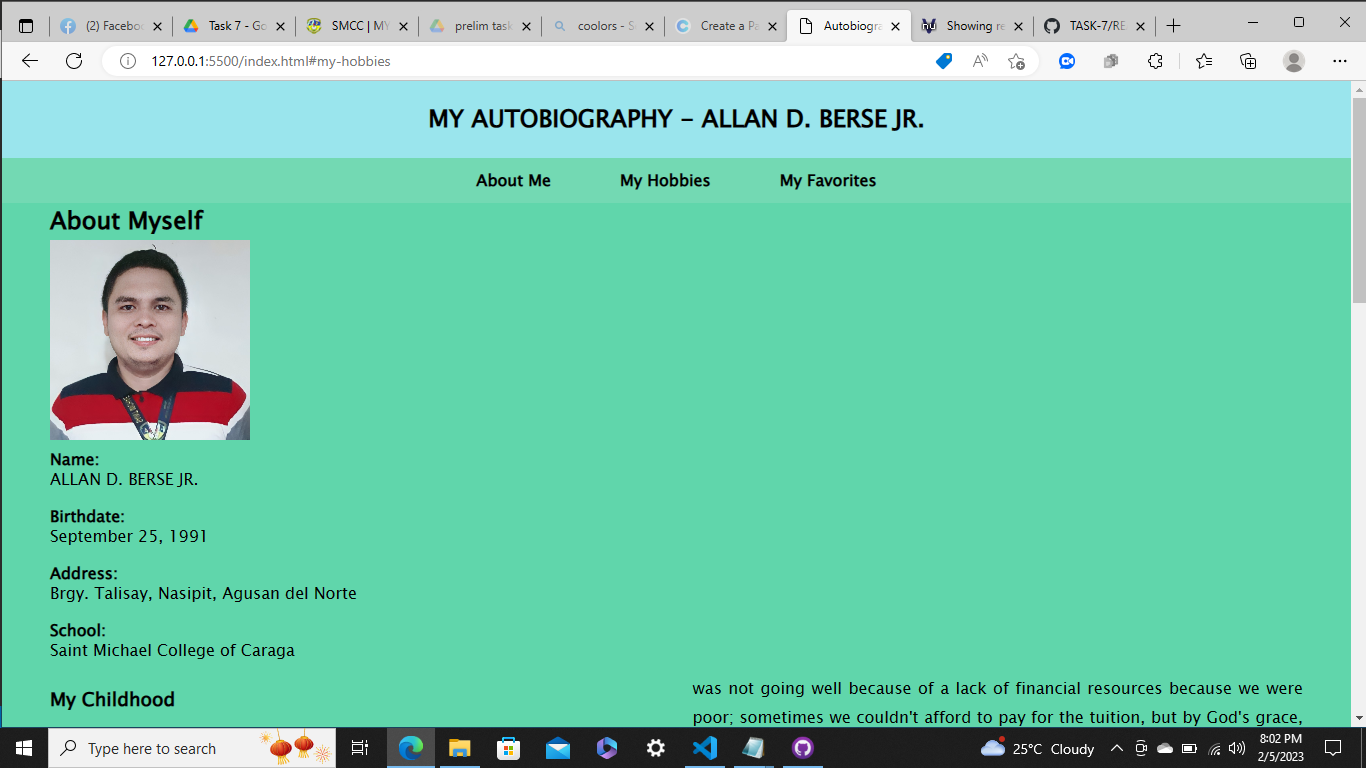 (2) Faceboo
Task 7 - Go
SMCC | MY
prelim task
coolors - S
Create a Pa
Autobiogra
Showing re
TASK-7/RE
127.0.0.1:5500/index.html#my-hobbies
MY AUTOBIOGRAPHY - ALLAN D. BERSE JR.
About Me
My Hobbies
My Favorites
About Myself
Name:
ALLAN D. BERSE JR.
Birthdate:
September 25, 1991
Address:
Brgy. Talisay, Nasipit, Agusan del Norte
School:
Saint Michael College of Caraga
My Childhood
was not going well because of a lack of financial resources because we were
poor; sometimes we couldn't afford to pay for the tuition, but by God's grace,
Type here to search
25°C Cloudy
8:02 PM
2/5/2023